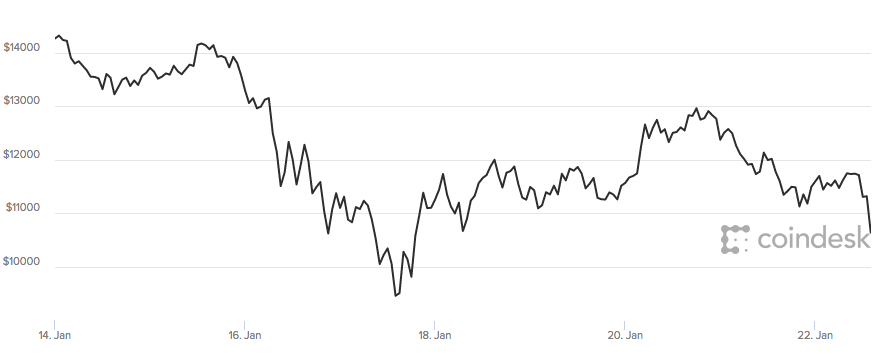 $14000
$13000
$12000
$11000
$10000
coindesk
14. Jan
16. Jan
18. Jan
20. Jan
22. Jan